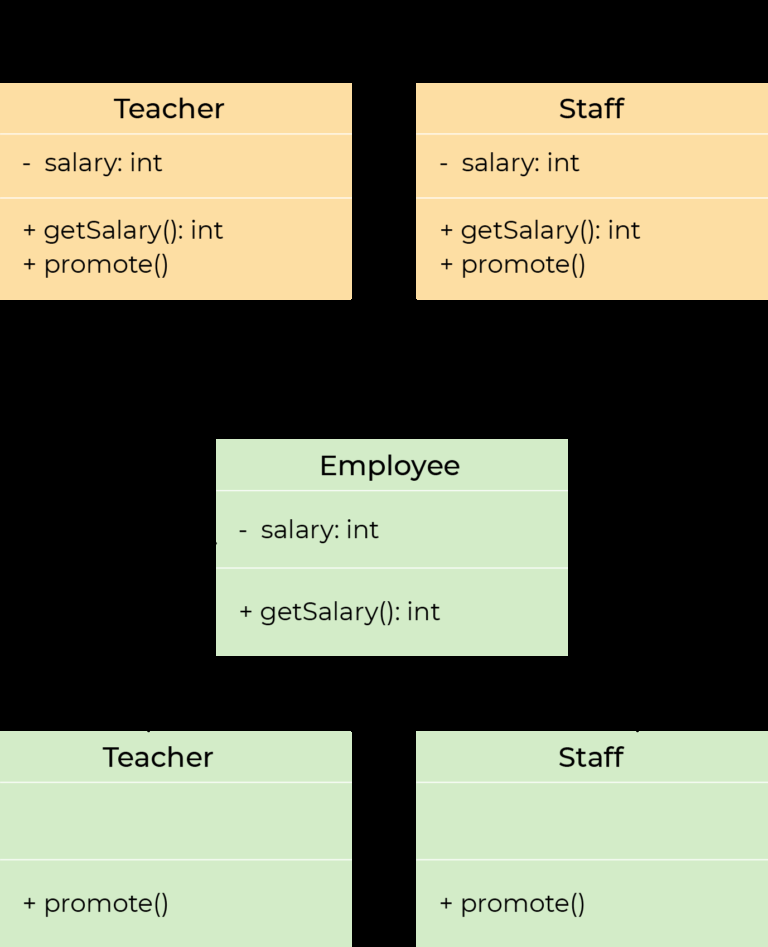 Teacher
- salary: int
+ getSalary(): int
+ promote()
Staff
- salary: int
+ getSalary(): int
+ promote()
Employee
- salary: int
+ getSalary(): int
Teacher
+ promote()
Staff
+ promote()